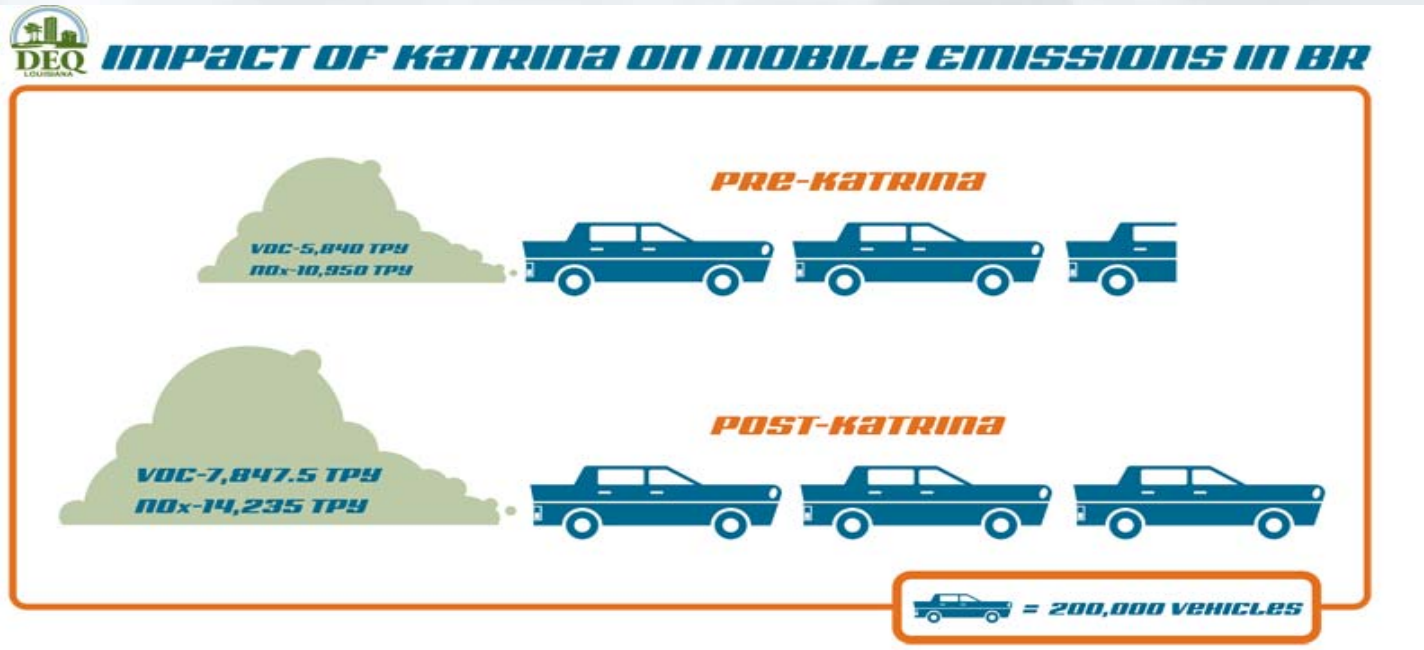 DEQ
LOUISIANA
IMPACT OF KATRINA ON MOBILE EMISSIONS IN BR
PRE-KATRINA
VOC-5,840 TPY
NOx-10,950 TPY
POST-KATRINA
VOC-7,847.5 TPY
NOx-14,235 TPY
= 200,000 VEHICLES